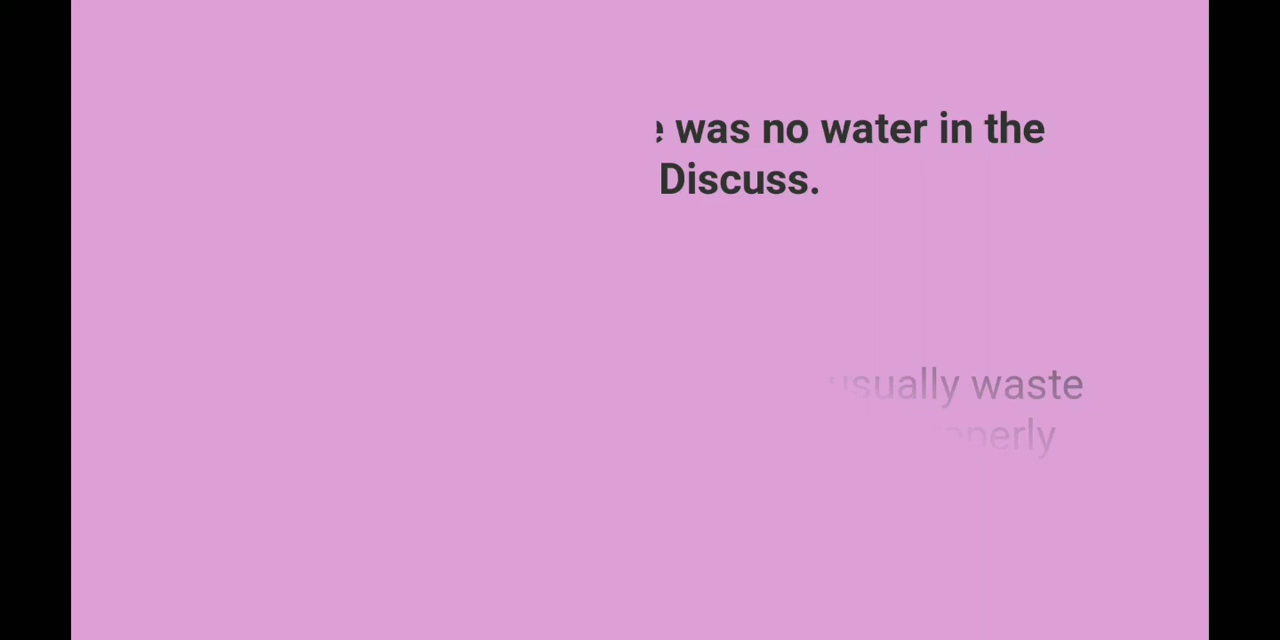 was no water in the
Discuss.
usually waste